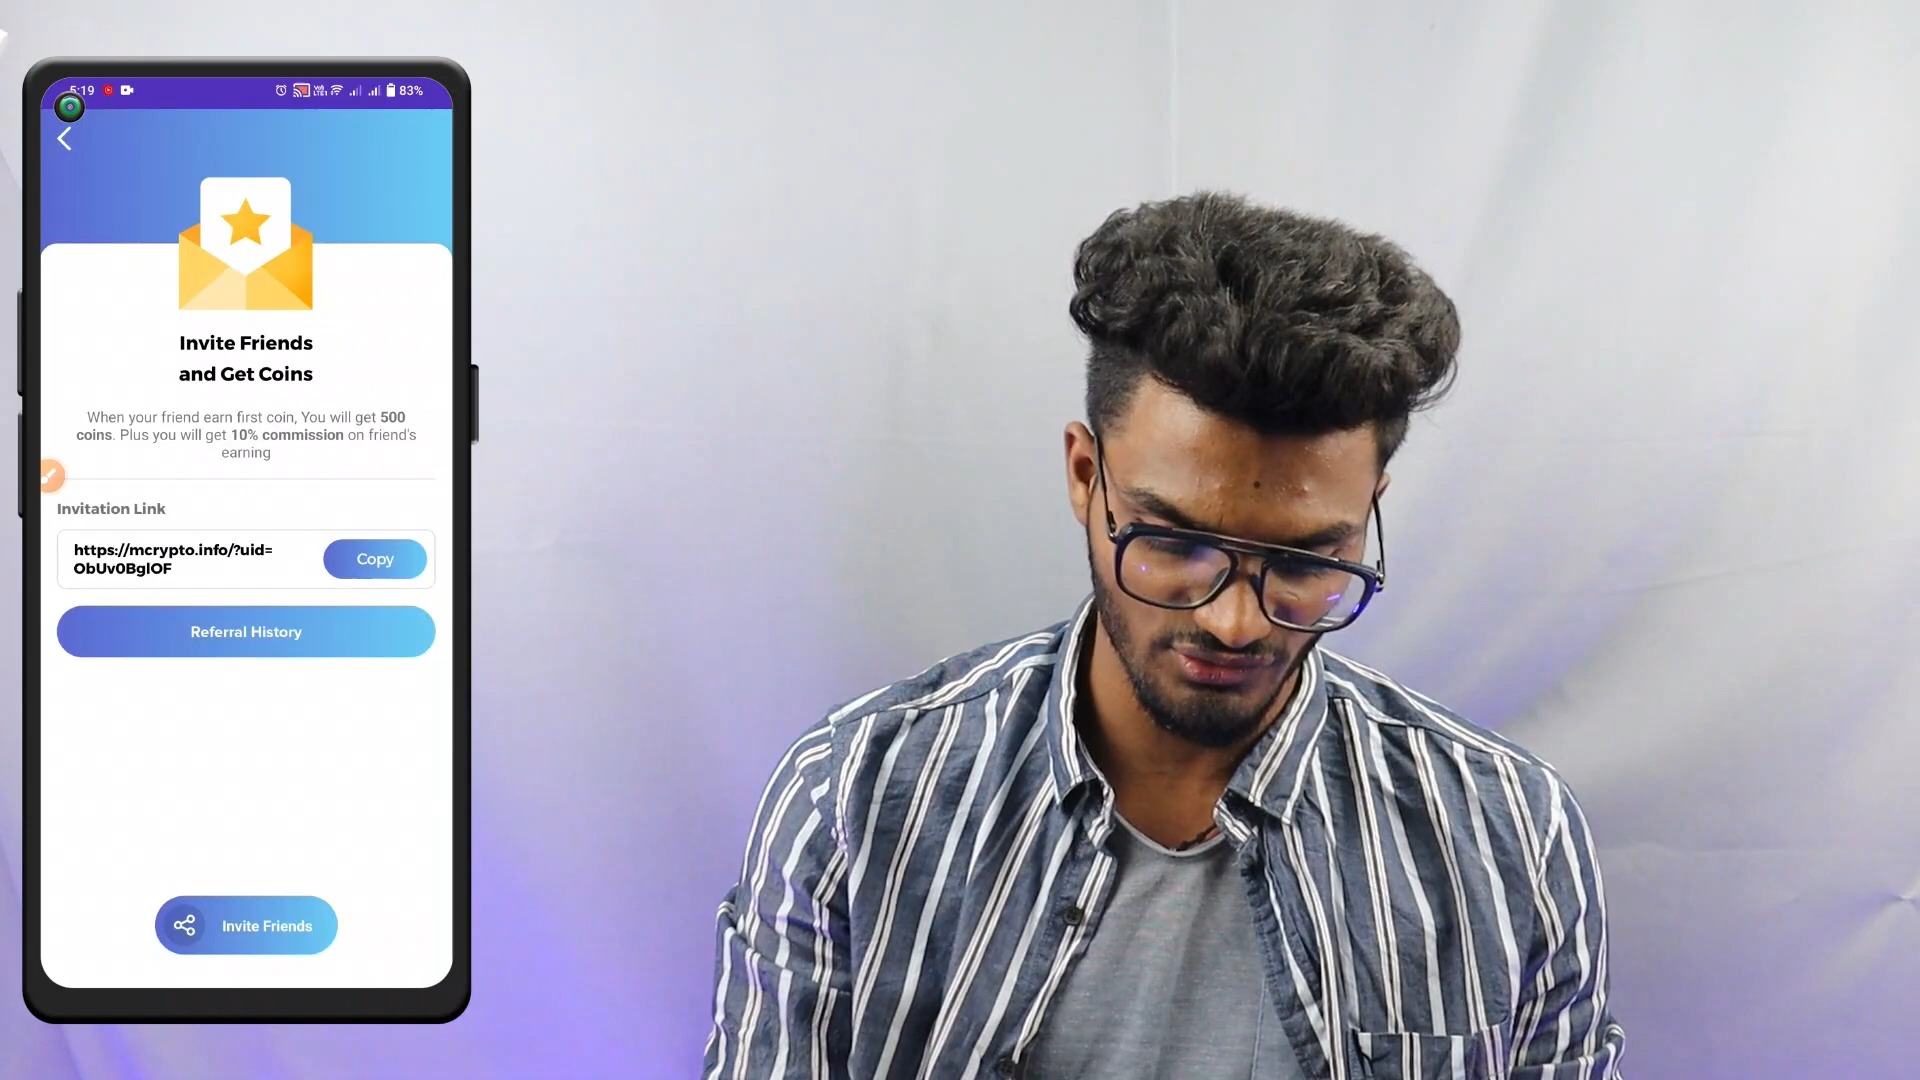 5:19
83%
Invite Friends
and Get Coins
When your friend earn first coin, You will get 500
coins. Plus you will get 10% commission on friend's
earning
Invitation Link
https://mcrypto.info/?uid=
ObUv0BglOF
Copy
Referral History
Invite Friends